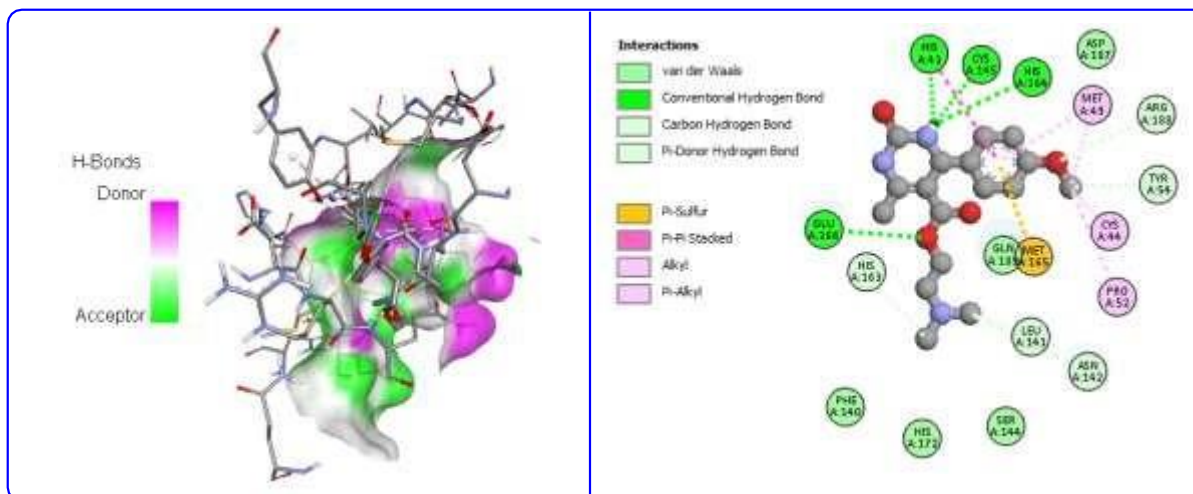 H-Bonds
Donor
Acceptor
Interactions
van der Waals
Conventional Hydrogen Bond
Carbon Hydrogen Bond
Pi-Donor Hydrogen Bond
Pi-Sulfur
Pi-Pi Stacked
Alkyl
Pi-Alkyl
HIS
A:41
CYS
A:145
HIS
A:164
ASP
A:187
MET
A:49
ARG
A:188
TYR
A:54
CYS
A:44
PRO
A:52
GLU
A:166
HIS
A:163
GLN
MET
A:165
LEU
A:141
ASN
A:142
PHE
A:140
HIS
A:172
SER
A:144